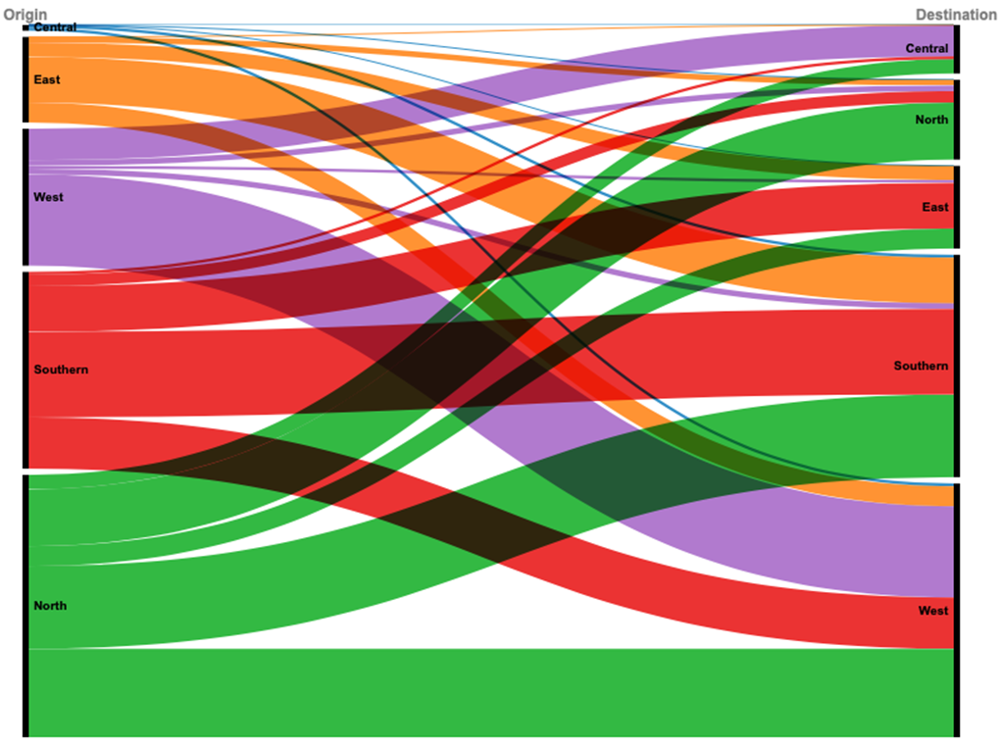 Origin
Destination
Central
East
West
Southern
North
Central
North
East
Southern
West